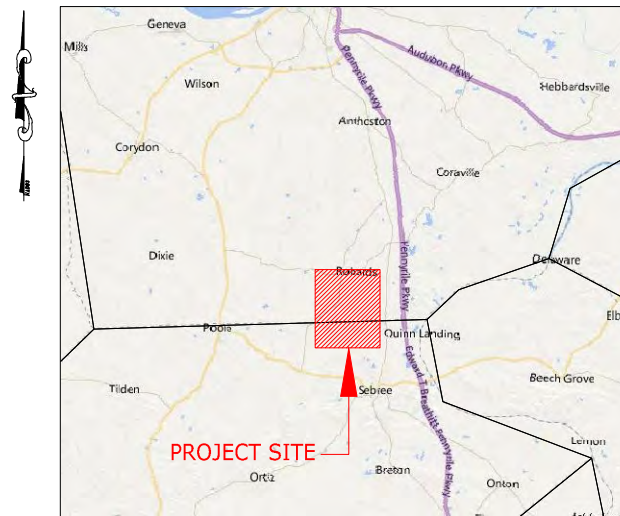 Geneva
Mills
Audubon Pkwy
Pennyrile Pkwy
Wilson
Hebbardsville
Anthoston
Corydon
Coraville
Dixie
Robards
Delaware
Pennyrile Pkwy
Poole
Quinn Landing
Elb
Edward T Breathitt Pennyrile Pkwy
Tilden
Sebree
Beech Grove
PROJECT SITE
Lemon
Breton
Ortiz
Onton